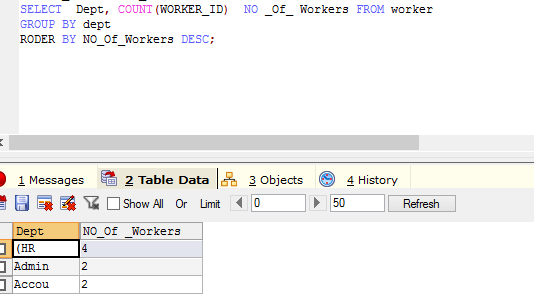 SELECT Dept, COUNT(WORKER_ID) NO _Of_ Workers FROM worker
GROUP BY dept
RODER BY NO_Of_Workers DESC;
1 Messages 2 Table Data 3 Objects 4 History
Show All Or Limit 0 50 Refresh
Dept NO_Of _Workers
(HR 4
Admin 2
Accou 2